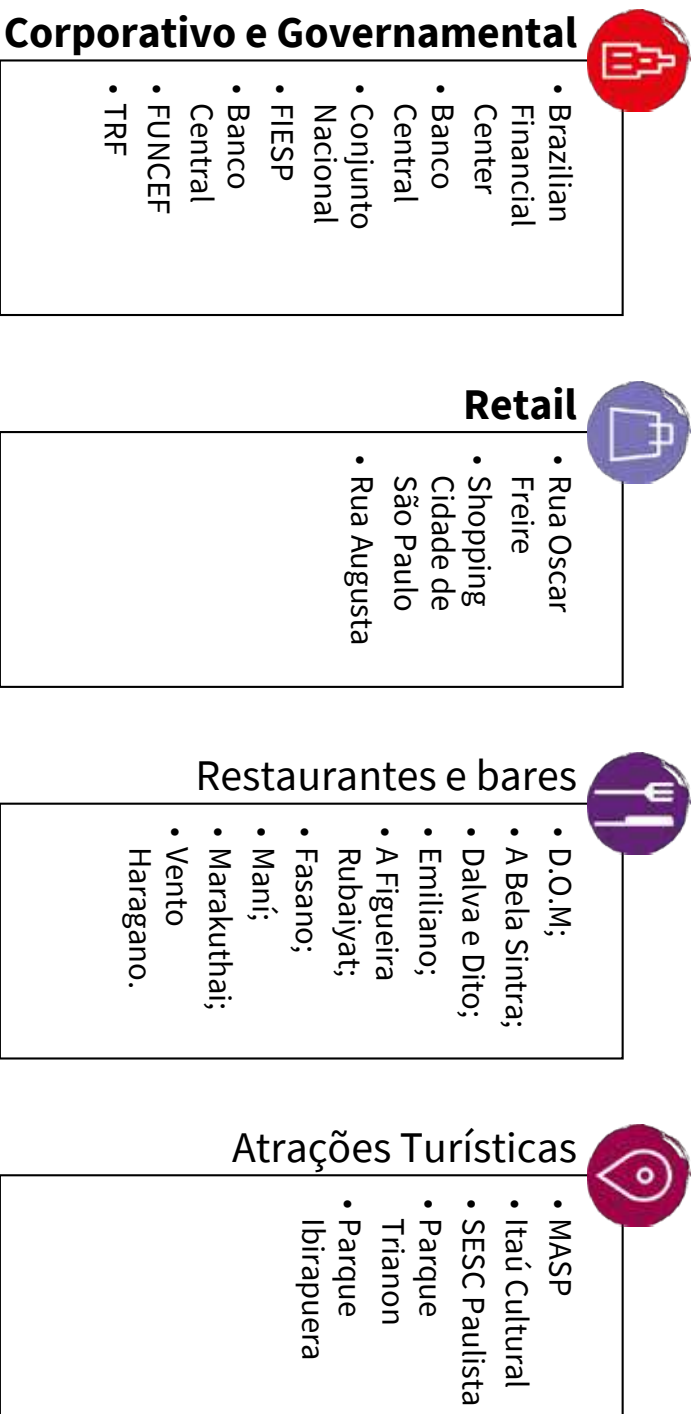 Corporativo e Governamental
• Brazilian
Financial
Center
• Banco
Central
• Conjunto
Nacional
• FIESP
• Banco
Central
• FUNCEF
• TRF
Retail
• Rua Oscar
Freire
• Shopping
Cidade de
São Paulo
• Rua Augusta
Restaurantes e bares
• D.O.M;
• A Bela Sintra;
• Dalva e Dito;
• Emiliano;
• A Figueira
Rubaiyat;
• Fasano;
• Maní;
• Marakuthai;
• Vento
Haragano.
Atrações Turísticas
• MASP
• Itaú Cultural
• SESC Paulista
• Parque
Trianon
• Parque
Ibirapuera